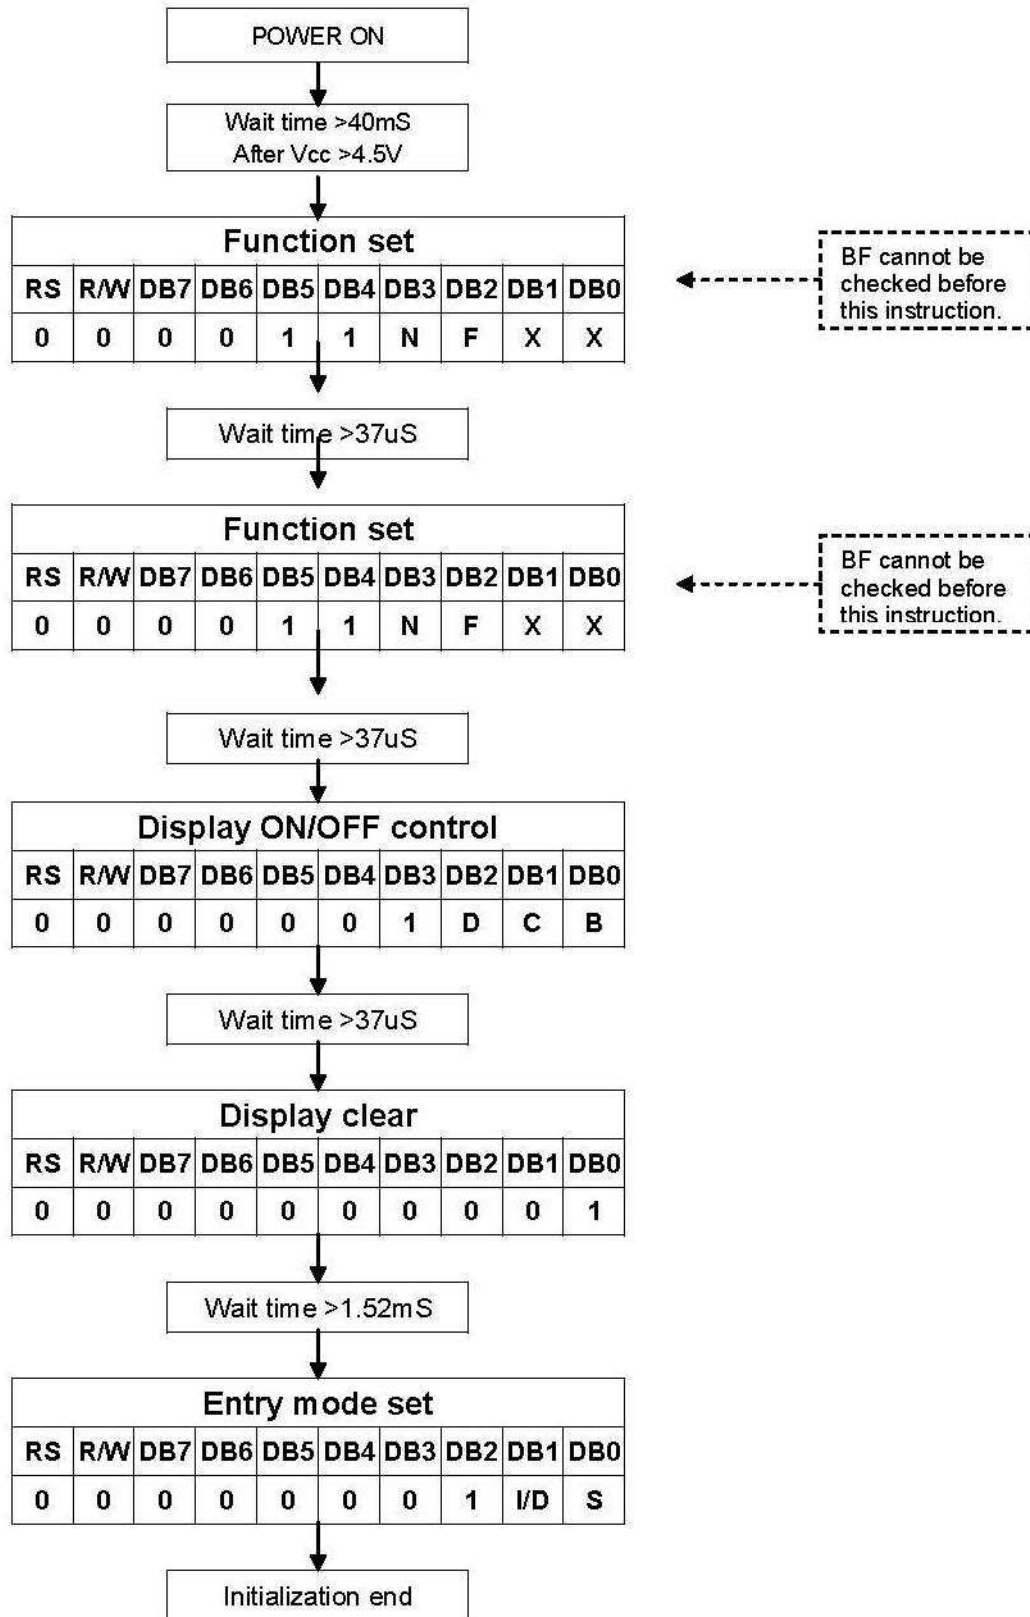 POWER ON
Wait time >40mS
After Vcc >4.5V
Function set
RS R/W DB7 DB6 DB5 DB4 DB3 DB2 DB1 DB0
0 0 0 0 1 1 N F X X
BF cannot be
checked before
this instruction.
Wait time >37uS
Function set
RS R/W DB7 DB6 DB5 DB4 DB3 DB2 DB1 DB0
0 0 0 0 1 1 N F X X
BF cannot be
checked before
this instruction.
Wait time >37uS
Display ON/OFF control
RS R/W DB7 DB6 DB5 DB4 DB3 DB2 DB1 DB0
0 0 0 0 0 0 1 D C B
Wait time >37uS
Display clear
RS R/W DB7 DB6 DB5 DB4 DB3 DB2 DB1 DB0
0 0 0 0 0 0 0 0 0 1
Wait time >1.52mS
Entry mode set
RS R/W DB7 DB6 DB5 DB4 DB3 DB2 DB1 DB0
0 0 0 0 0 0 0 1 I/D S
Initialization end